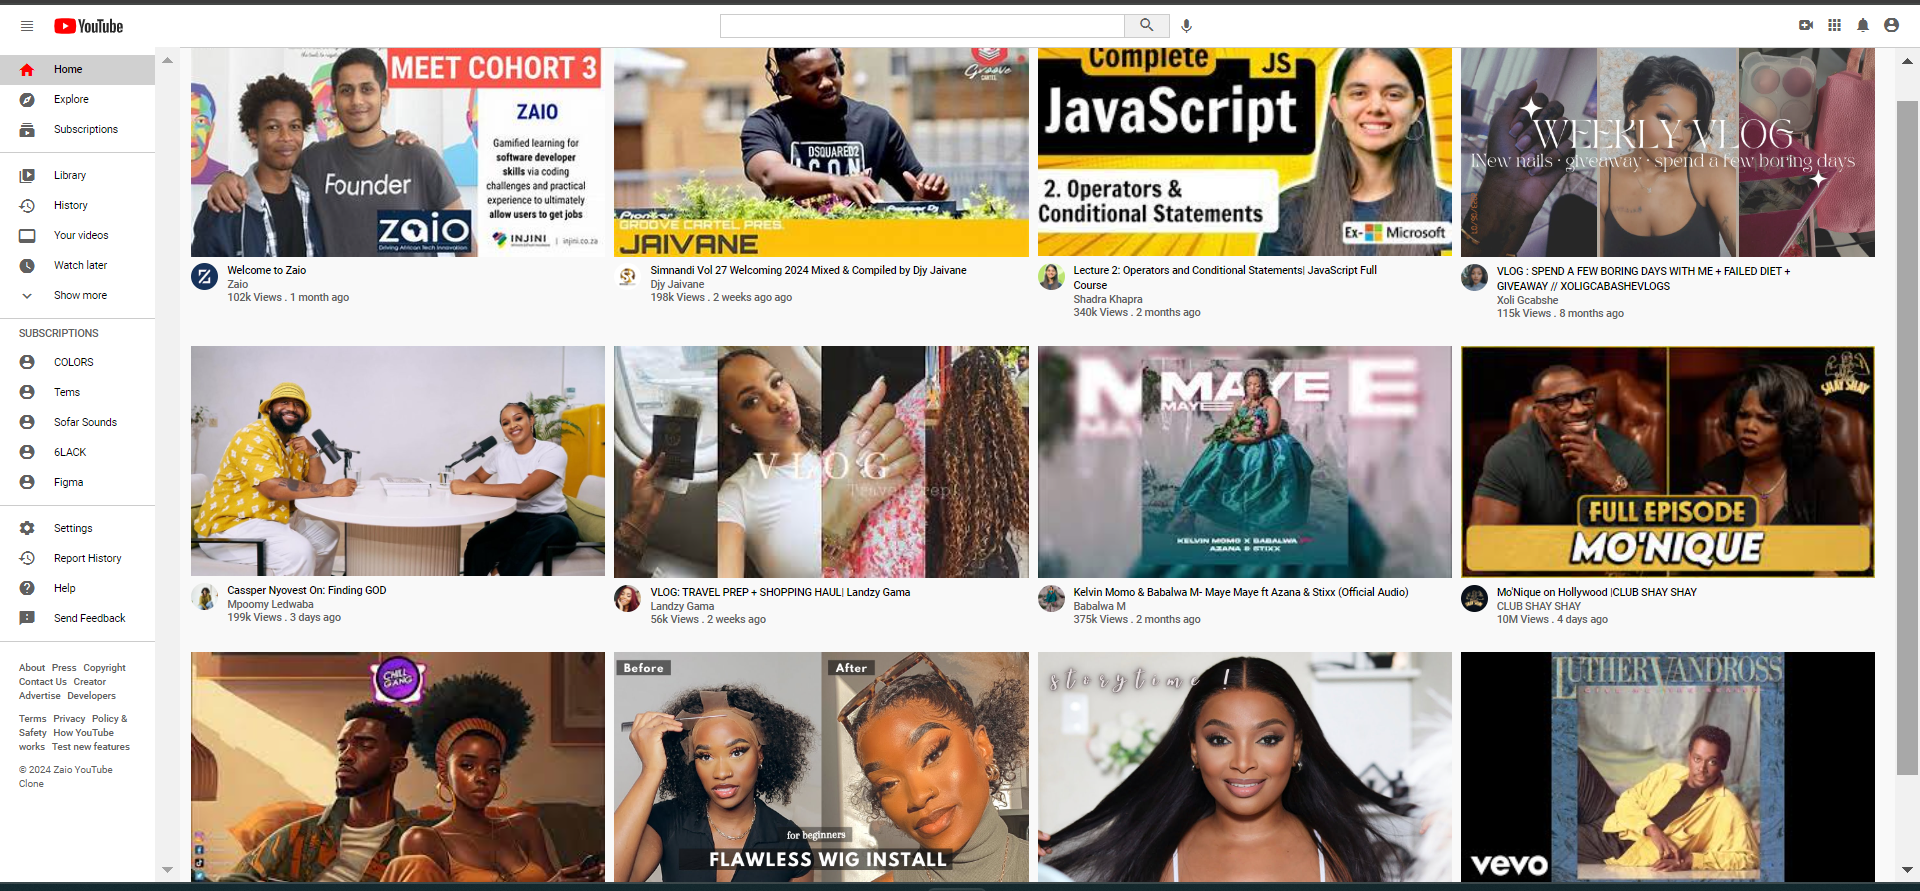 YouTube
Home
Explore
Subscriptions
Library
History
Your videos
Watch later
Show more
SUBSCRIPTIONS
COLORS
Tems
Sofar Sounds
6LACK
Figma
Settings
Report History
Help
Send Feedback
About Press Copyright
Contact Us Creator
Advertise Developers
Terms Privacy Policy &
Safety How YouTube
works Test new features
© 2024 Zaio YouTube
Clone
MEET COHORT 3
ZAIO
Gamified learning for
software developer
skills via coding
challenges and practical
experience to ultimately
allow users to get jobs
Founder
zaio
Driving African Tech Innovation
INJINI | injini.co.za
Welcome to Zaio
Zaio
102k Views . 1 month ago
Groove
CARTEL
DSQUARED2
ICON
Pioneer
GROOVE CARTEL PRES.
JAIVANE
Simnandi Vol 27 Welcoming 2024 Mixed & Compiled by Djy Jaivane
Djy Jaivane
198k Views . 2 weeks ago ago
Complete JS
JavaScript
2. Operators &
Conditional Statements
Ex- Microsoft
Lecture 2: Operators and Conditional Statements| JavaScript Full
Course
Shadra Khapra
340k Views . 2 months ago
WEEKLY VLOG
New nails · giveaway · spend a few boring days
VLOG : SPEND A FEW BORING DAYS WITH ME + FAILED DIET +
GIVEAWAY // XOLIGCABASHEVLOGS
Xoli Gcabshe
115k Views . 8 months ago
Cassper Nyovest On: Finding GOD
Mpoomy Ledwaba
199k Views . 3 days ago
VLOG
Travel Prep
VLOG: TRAVEL PREP + SHOPPING HAUL| Landzy Gama
Landzy Gama
56k Views . 2 weeks ago
MAYE
MAYE
KELVIN MOMO X BABALWA
AZANA & STIXX
Kelvin Momo & Babalwa M- Maye Maye ft Azana & Stixx (Official Audio)
Babalwa M
375k Views . 2 months ago
SHAY SHAY
FULL EPISODE
MO'NIQUE
Mo'Nique on Hollywood |CLUB SHAY SHAY
CLUB SHAY SHAY
10M Views . 4 days ago
CHILL
GANG
Before After
for beginners
FLAWLESS WIG INSTALL
storytime !
LUTHER VANDROSS
vevo